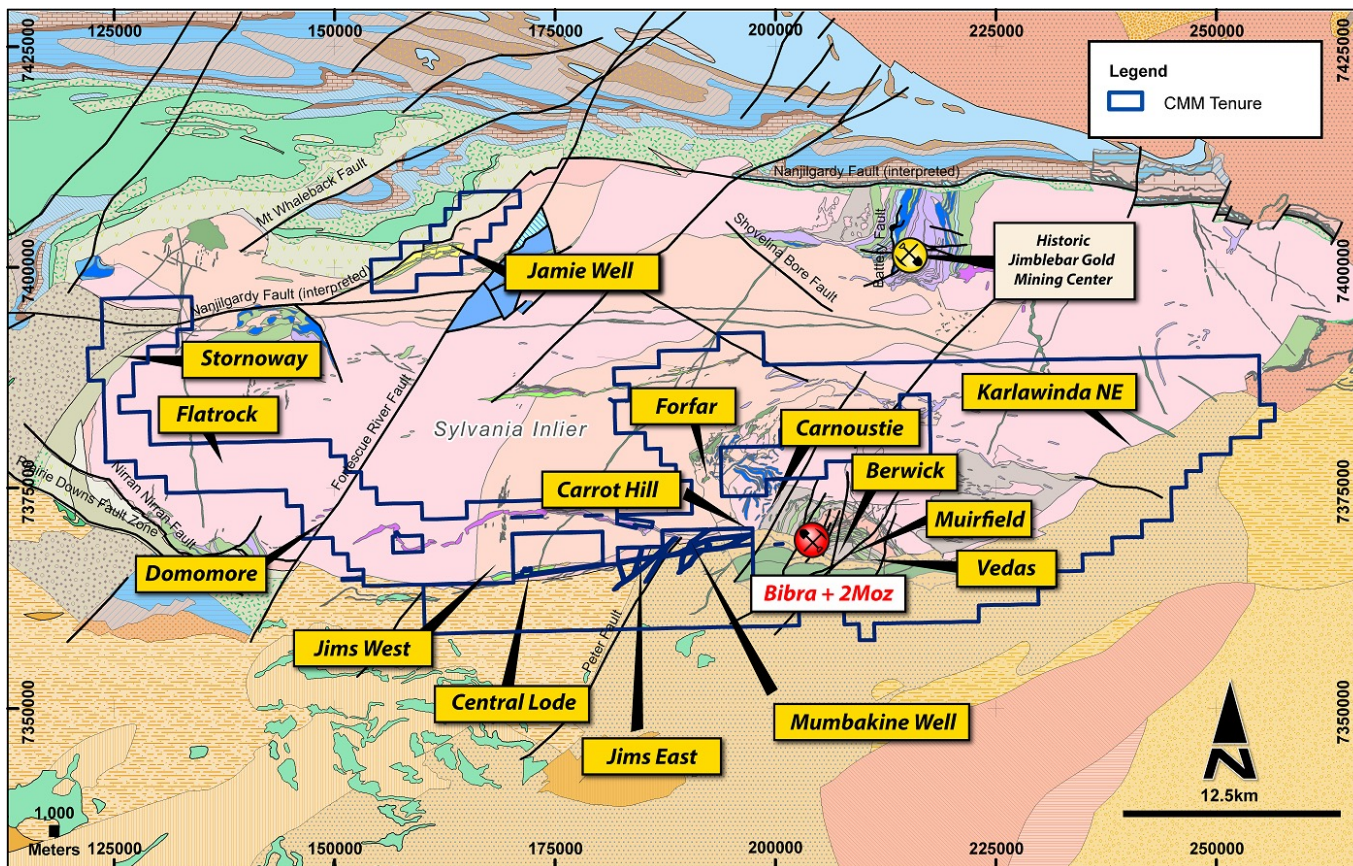 125000
150000
175000
200000
225000
250000
7425000
7425000
Legend
CMM Tenure
Mt Whaleback Fault
Nanjilgardy Fault (interpreted)
Shovelina Bore Fault
Battery Fault
Historic
Jimblebar Gold
Mining Center
7400000
7400000
Jamie Well
Nanjilgardy Fault (interpreted)
Stornoway
Flatrock
Fortescue River Fault
Sylvania Inlier
Forfar
Carnoustie
Karlawinda NE
Berwick
Carrot Hill
7375000
7375000
Prairie Downs Fault Zone
Nirran Nirran Fault
Muirfield
Domomore
Vedas
Bibra + 2Moz
Jims West
Peter Fault
Central Lode
Mumbakine Well
7350000
7350000
Jims East
N
12.5km
1,000
Meters
125000
150000
175000
200000
225000
250000